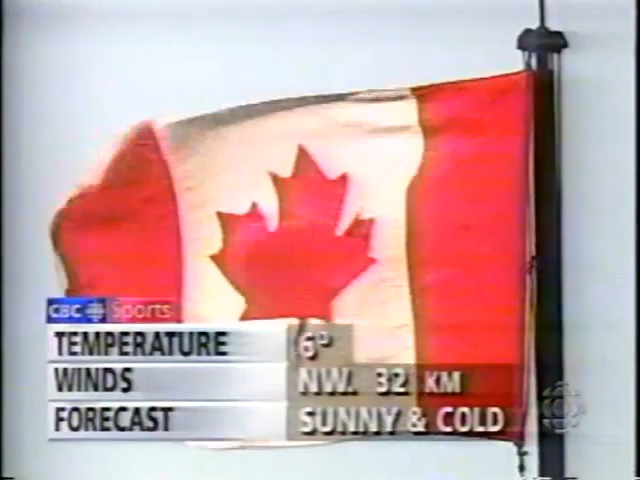 CBC Sports
TEMPERATURE 6°
WINDS NW. 32 KM
FORECAST SUNNY & COLD